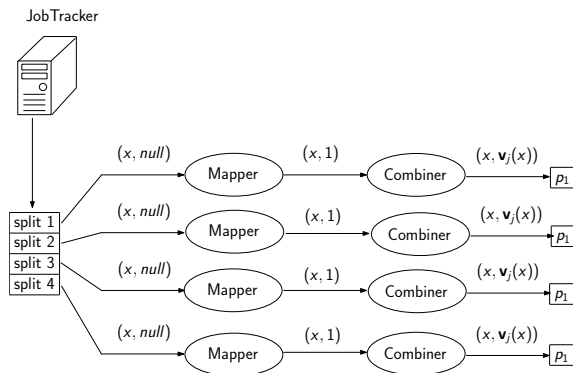 JobTracker
(x, null) (x, 1) (x, v_j(x))
Mapper Combiner p_1
split 1
(x, null) (x, 1) (x, v_j(x))
split 2 Mapper Combiner p_1
split 3
(x, null) (x, 1) (x, v_j(x))
split 4 Mapper Combiner p_1
(x, null) (x, 1) (x, v_j(x))
Mapper Combiner p_1